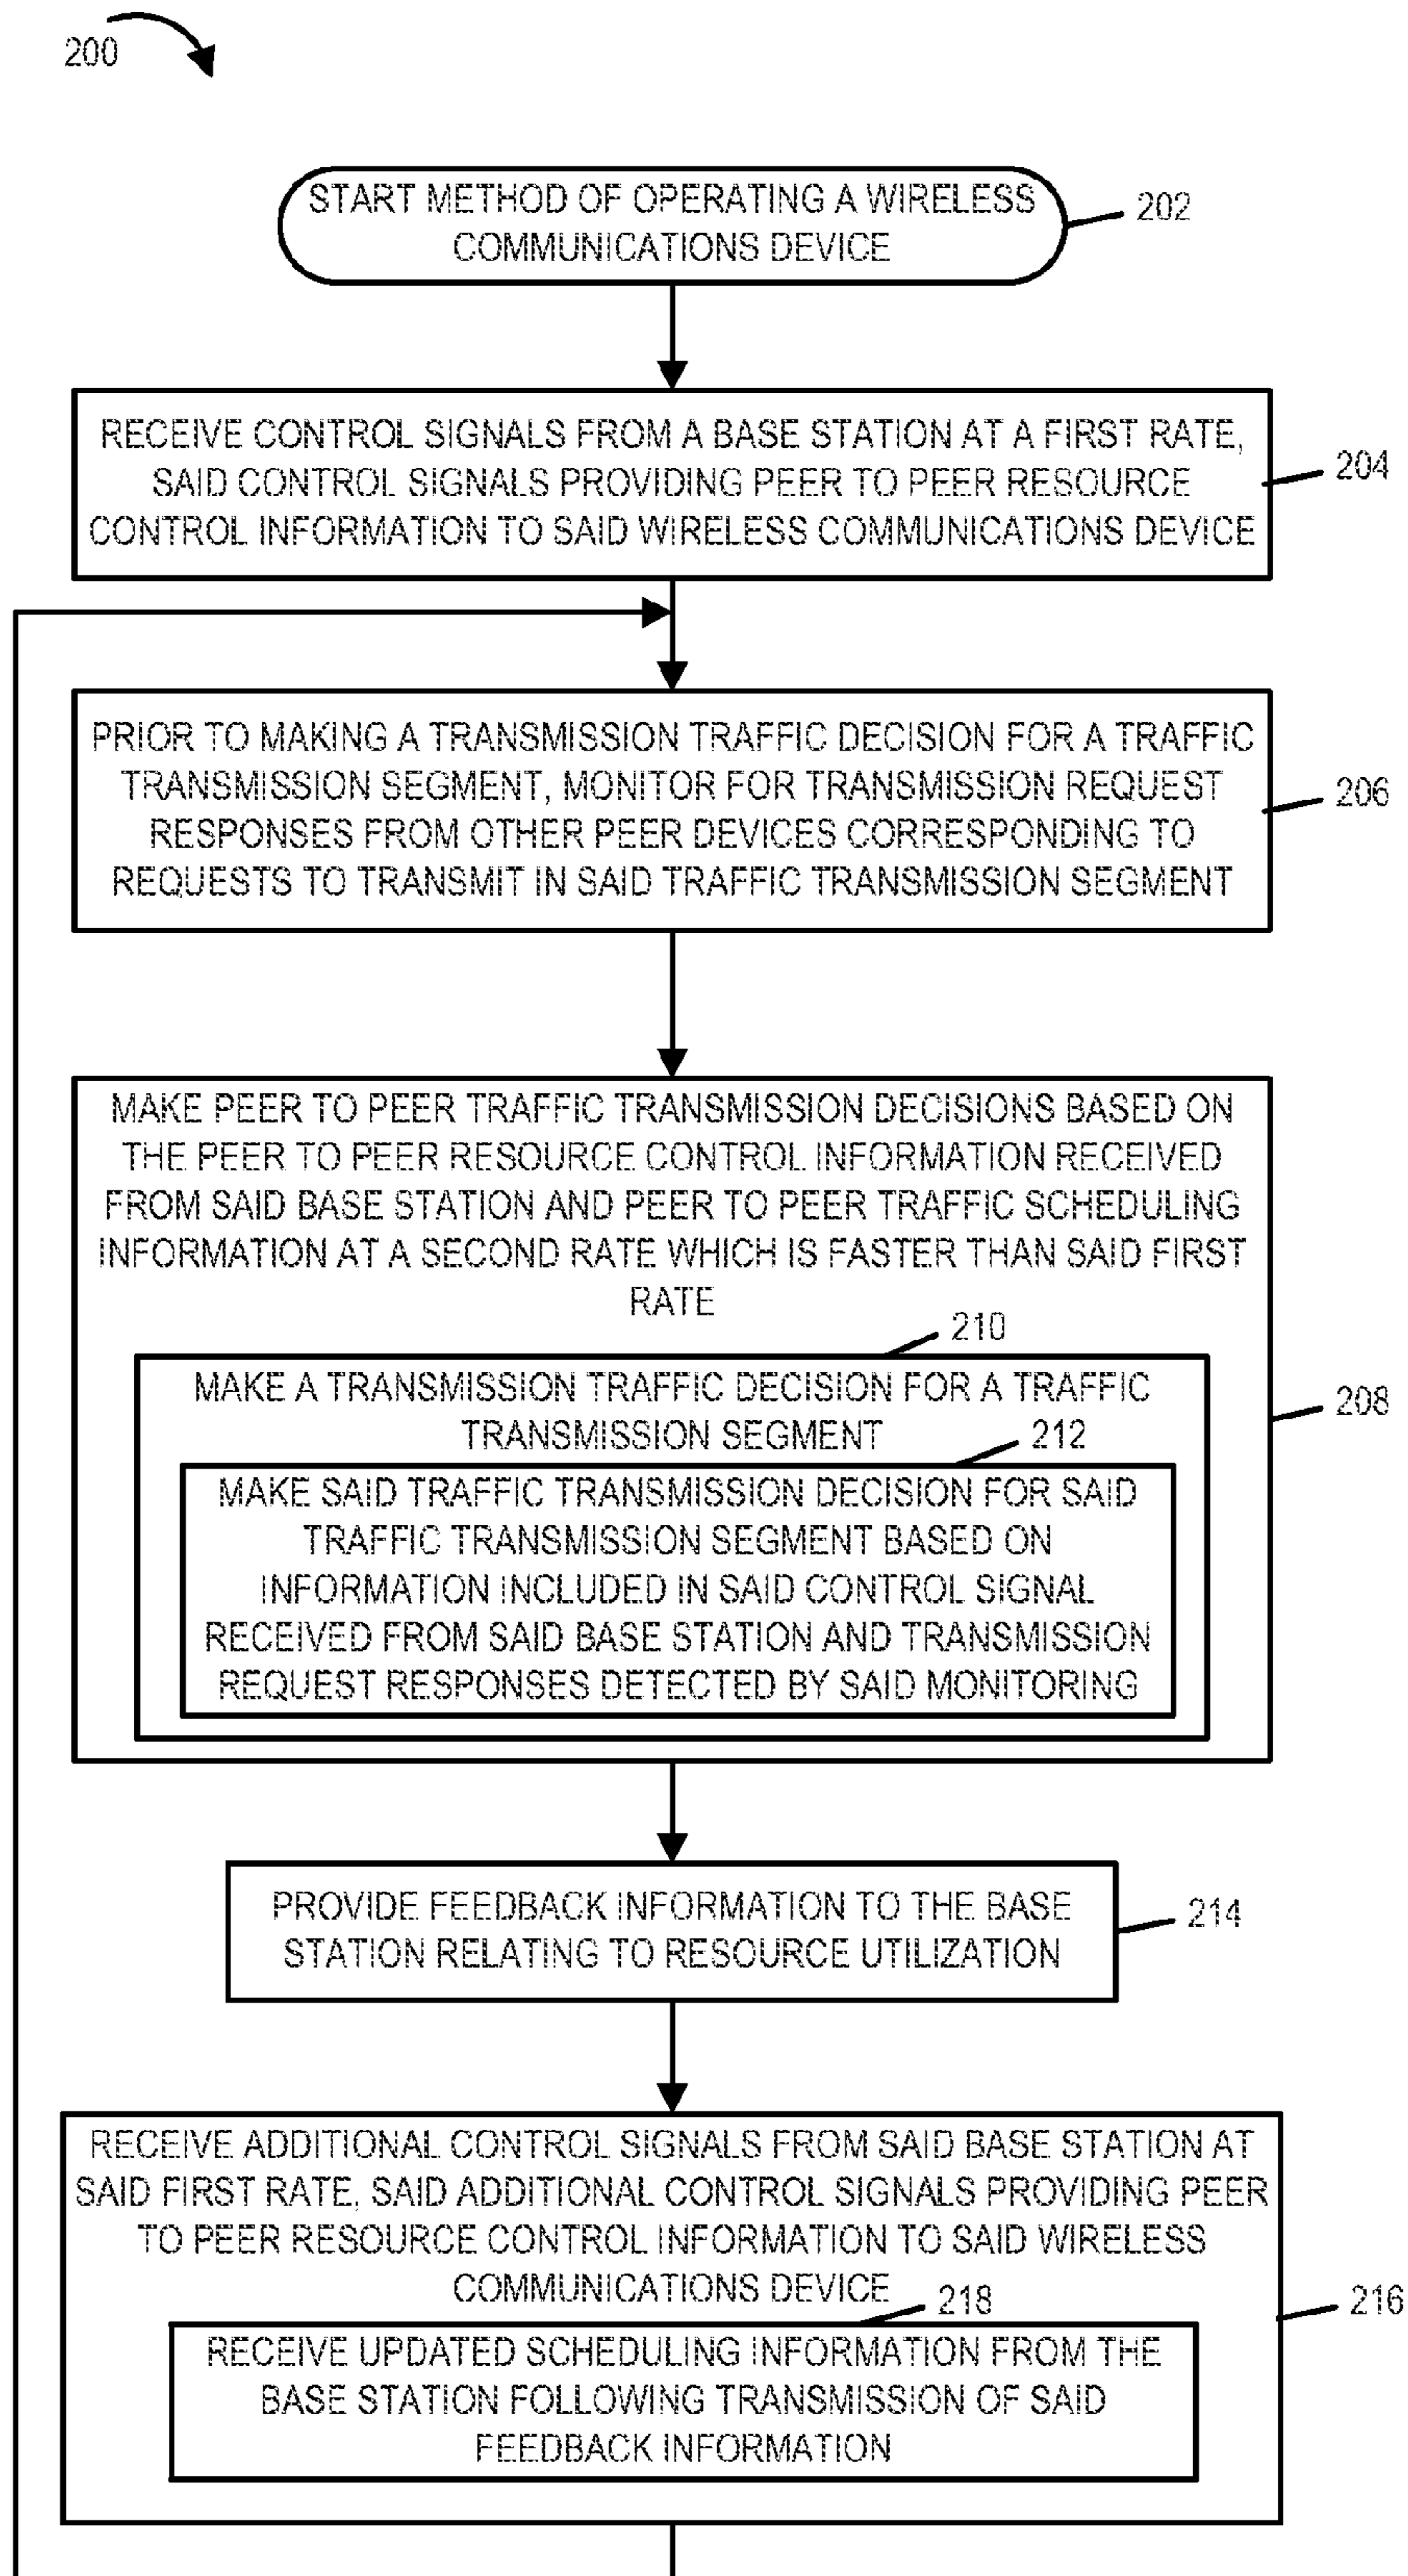 200
START METHOD OF OPERATING A WIRELESS
COMMUNICATIONS DEVICE
202
RECEIVE CONTROL SIGNALS FROM A BASE STATION AT A FIRST RATE,
SAID CONTROL SIGNALS PROVIDING PEER TO PEER RESOURCE
CONTROL INFORMATION TO SAID WIRELESS COMMUNICATIONS DEVICE
204
PRIOR TO MAKING A TRANSMISSION TRAFFIC DECISION FOR A TRAFFIC
TRANSMISSION SEGMENT, MONITOR FOR TRANSMISSION REQUEST
RESPONSES FROM OTHER PEER DEVICES CORRESPONDING TO
REQUESTS TO TRANSMIT IN SAID TRAFFIC TRANSMISSION SEGMENT
206
MAKE PEER TO PEER TRAFFIC TRANSMISSION DECISIONS BASED ON
THE PEER TO PEER RESOURCE CONTROL INFORMATION RECEIVED
FROM SAID BASE STATION AND PEER TO PEER TRAFFIC SCHEDULING
INFORMATION AT A SECOND RATE WHICH IS FASTER THAN SAID FIRST
RATE
210
MAKE A TRANSMISSION TRAFFIC DECISION FOR A TRAFFIC
TRANSMISSION SEGMENT
208
212
MAKE SAID TRAFFIC TRANSMISSION DECISION FOR SAID
TRAFFIC TRANSMISSION SEGMENT BASED ON
INFORMATION INCLUDED IN SAID CONTROL SIGNAL
RECEIVED FROM SAID BASE STATION AND TRANSMISSION
REQUEST RESPONSES DETECTED BY SAID MONITORING
PROVIDE FEEDBACK INFORMATION TO THE BASE
STATION RELATING TO RESOURCE UTILIZATION
214
RECEIVE ADDITIONAL CONTROL SIGNALS FROM SAID BASE STATION AT
SAID FIRST RATE, SAID ADDITIONAL CONTROL SIGNALS PROVIDING PEER
TO PEER RESOURCE CONTROL INFORMATION TO SAID WIRELESS
COMMUNICATIONS DEVICE
218
216
RECEIVE UPDATED SCHEDULING INFORMATION FROM THE
BASE STATION FOLLOWING TRANSMISSION OF SAID
FEEDBACK INFORMATION